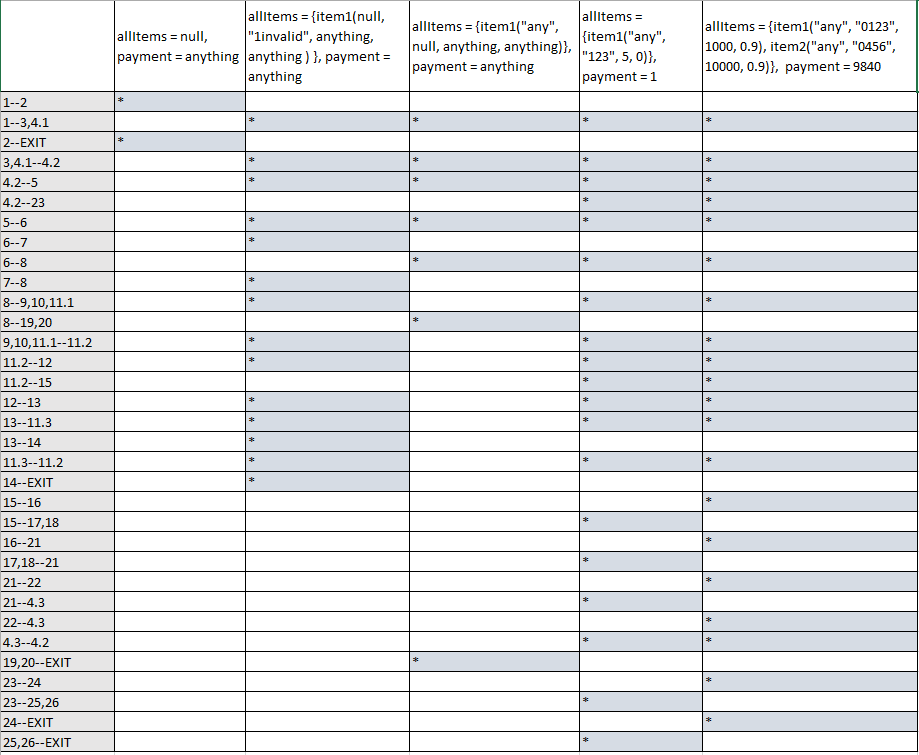 allItems = null,
payment = anything
allItems = {item1(null,
"1invalid", anything,
anything ) }, payment =
anything
allItems = {item1("any",
null, anything, anything)},
payment = anything
allItems =
{item1("any",
"123", 5, 0)},
payment = 1
allItems = {item1("any", "0123",
1000, 0.9), item2("any", "0456",
10000, 0.9)},  payment = 9840
1--2 *
1--3,4.1 * * * *
2--EXIT *
3,4.1--4.2 * * * *
4.2--5 * * * *
4.2--23 * *
5--6 * * * *
6--7 *
6--8 * * *
7--8 *
8--9,10,11.1 * * *
8--19,20 *
9,10,11.1--11.2 * * *
11.2--12 * * *
11.2--15 * *
12--13 * * *
13--11.3 * * *
13--14 *
11.3--11.2 * * *
14--EXIT *
15--16 *
15--17,18 *
16--21 *
17,18--21 *
21--22 *
21--4.3 *
22--4.3 *
4.3--4.2 * *
19,20--EXIT *
23--24 *
23--25,26 *
24--EXIT *
25,26--EXIT *